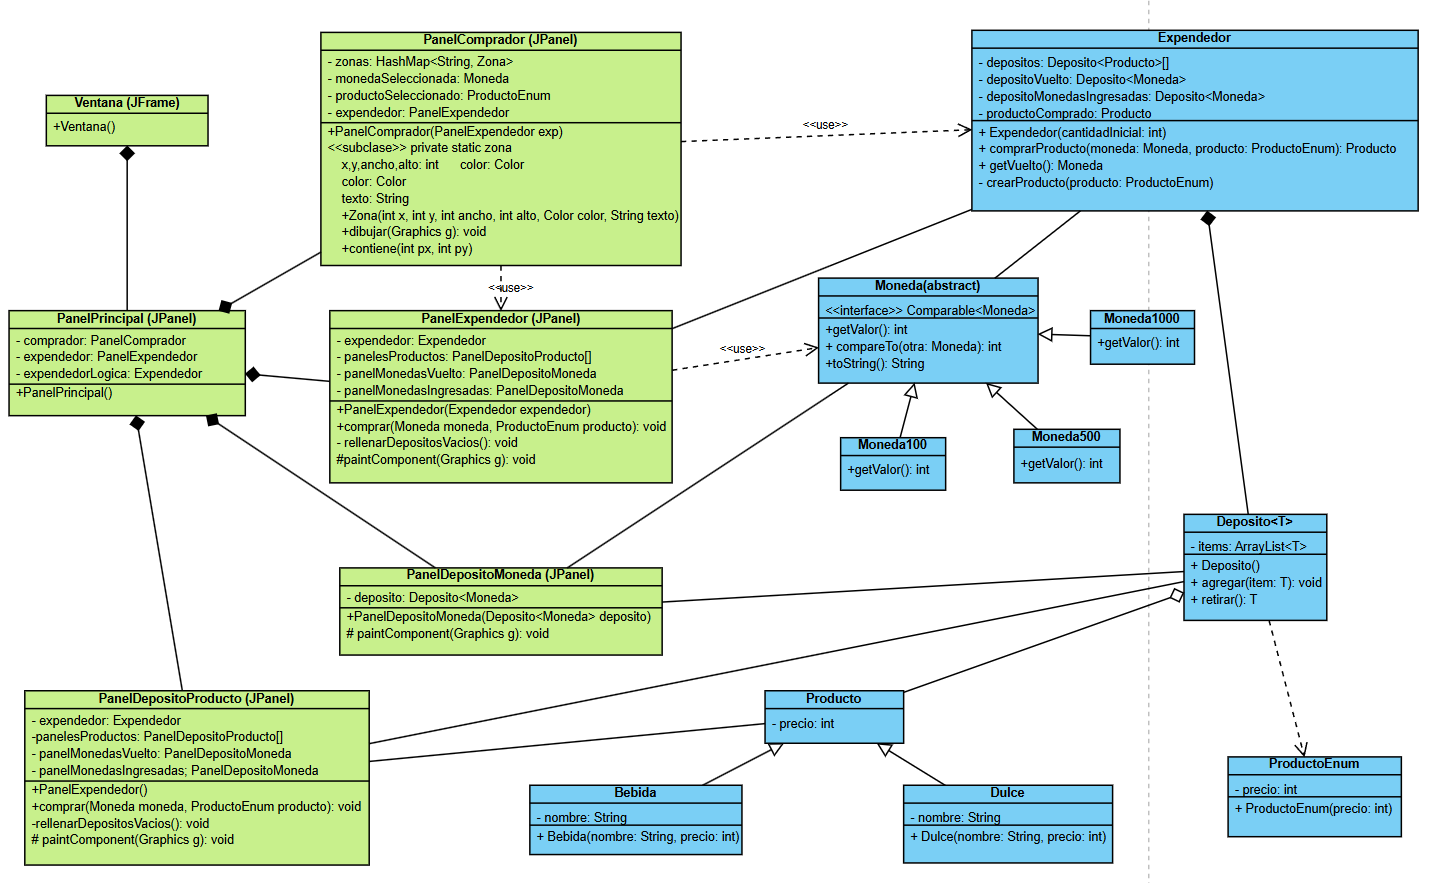 Ventana (JFrame)
+Ventana()
PanelComprador (JPanel)
- zonas: HashMap<String, Zona>
- monedaSeleccionada: Moneda
- productoSeleccionado: ProductoEnum
- expendedor: PanelExpendedor
+PanelComprador(PanelExpendedor exp)
<<subclase>> private static zona
x,y,ancho,alto: int color: Color
color: Color
texto: String
+Zona(int x, int y, int ancho, int alto, Color color, String texto)
+dibujar(Graphics g): void
+contiene(int px, int py)
<<use>>
Expendedor
- depositos: Deposito<Producto>[]
- depositoVuelto: Deposito<Moneda>
- depositoMonedasIngresadas: Deposito<Moneda>
- productoComprado: Producto
+ Expendedor(cantidadInicial: int)
+ comprarProducto(moneda: Moneda, producto: ProductoEnum): Producto
+ getVuelto(): Moneda
- crearProducto(producto: ProductoEnum)
<<use>>
PanelPrincipal (JPanel)
- comprador: PanelComprador
- expendedor: PanelExpendedor
- expendedorLogica: Expendedor
+PanelPrincipal()
PanelExpendedor (JPanel)
- expendedor: Expendedor
- panelesProductos: PanelDepositoProducto[]
- panelMonedasVuelto: PanelDepositoMoneda
- panelMonedasIngresadas: PanelDepositoMoneda
+PanelExpendedor(Expendedor expendedor)
+comprar(Moneda moneda, ProductoEnum producto): void
- rellenarDepositosVacios(): void
#paintComponent(Graphics g): void
<<use>>
Moneda(abstract)
<<interface>> Comparable<Moneda>
+getValor(): int
+ compareTo(otra: Moneda): int
+toString(): String
Moneda1000
+getValor(): int
Moneda100
+getValor(): int
Moneda500
+getValor(): int
Deposito<T>
- items: ArrayList<T>
+ Deposito()
+ agregar(item: T): void
+ retirar(): T
PanelDepositoMoneda (JPanel)
- deposito: Deposito<Moneda>
+PanelDepositoMoneda(Deposito<Moneda> deposito)
# paintComponent(Graphics g): void
PanelDepositoProducto (JPanel)
- expendedor: Expendedor
-panelesProductos: PanelDepositoProducto[]
- panelMonedasVuelto: PanelDepositoMoneda
- panelMonedasIngresadas; PanelDepositoMoneda
+PanelExpendedor()
+comprar(Moneda moneda, ProductoEnum producto): void
-rellenarDepositosVacios(): void
# paintComponent(Graphics g): void
Producto
- precio: int
Bebida
- nombre: String
+ Bebida(nombre: String, precio: int)
Dulce
- nombre: String
+ Dulce(nombre: String, precio: int)
ProductoEnum
- precio: int
+ ProductoEnum(precio: int)